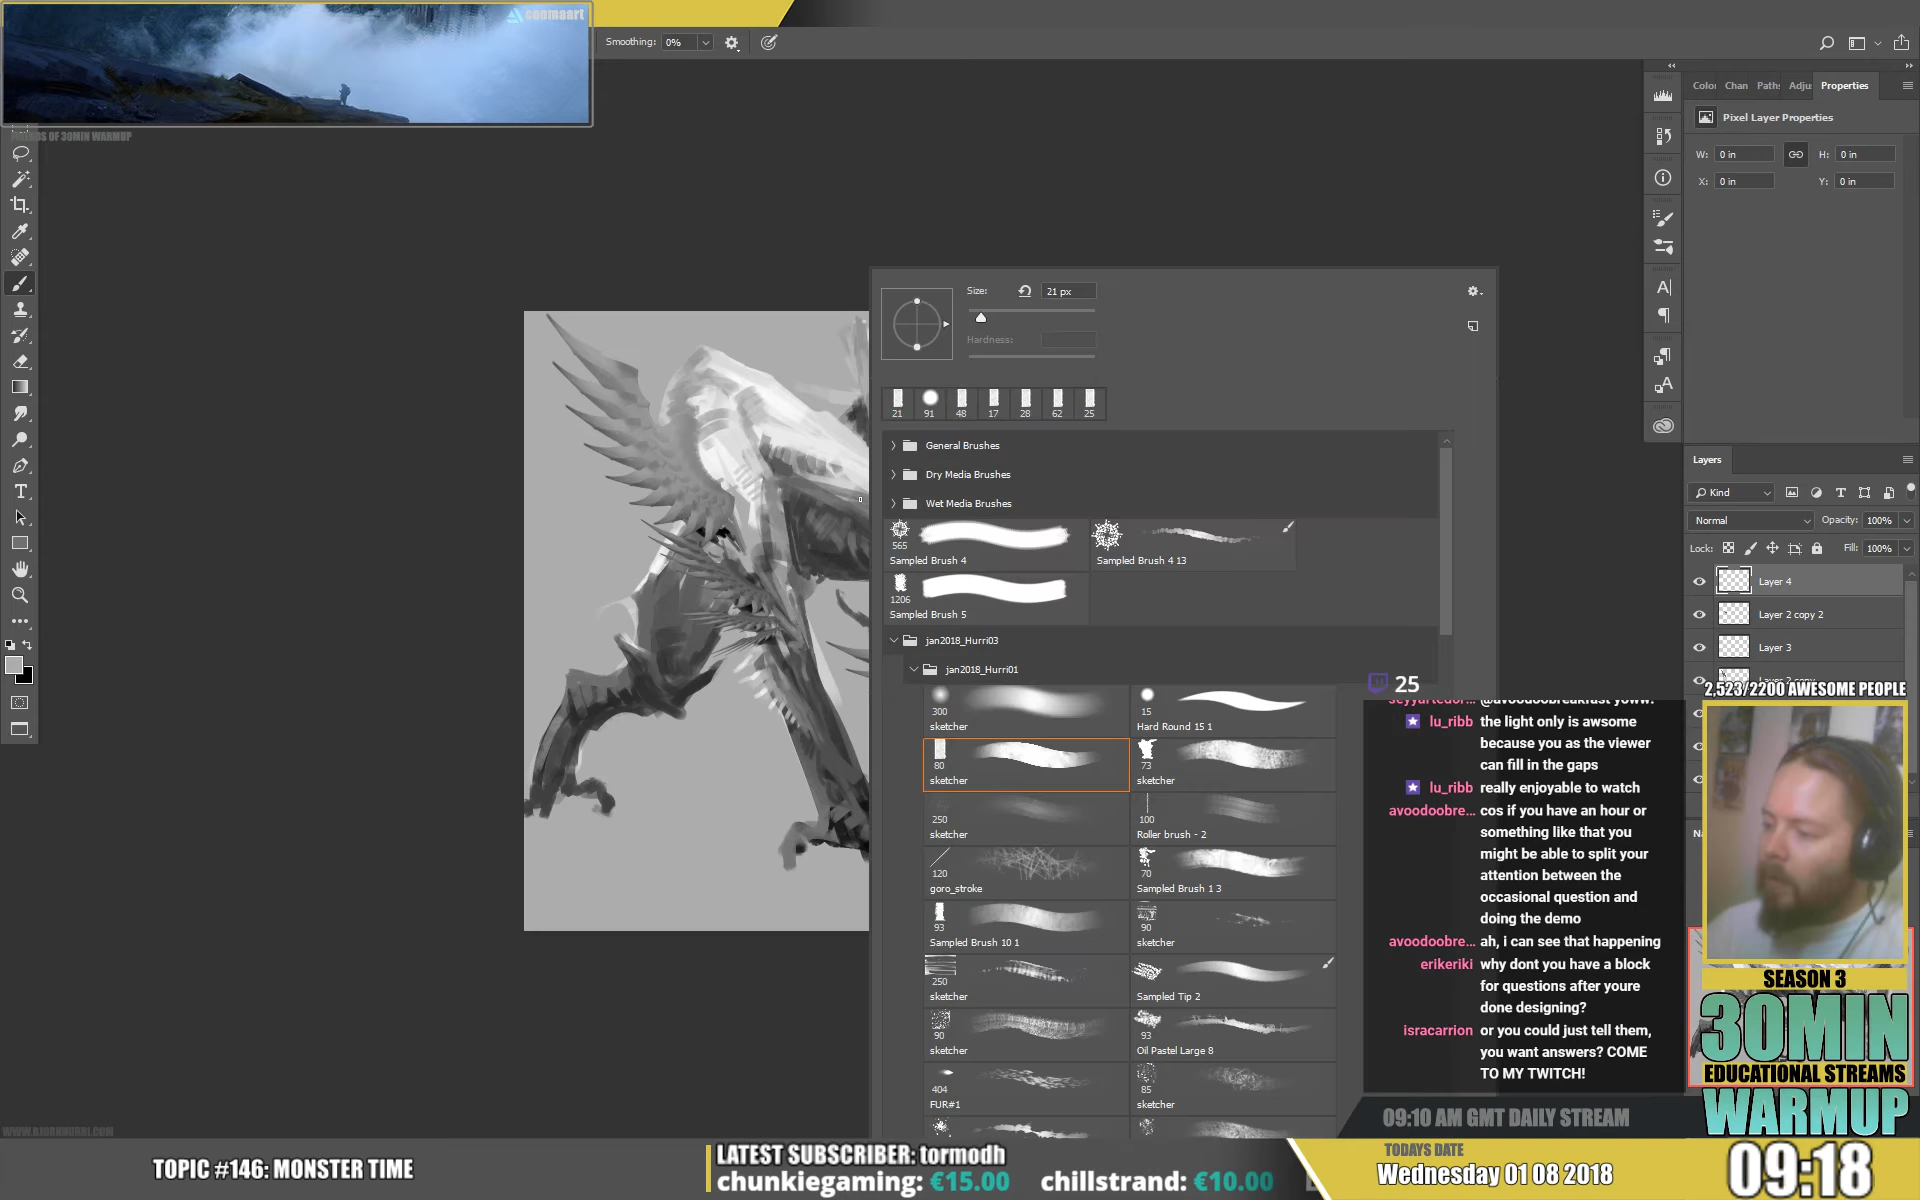 coomaart
Smoothing: 0%
OF 30MIN WARMUP
Color Chan Paths Adju Properties
Pixel Layer Properties
W: 0 in H: 0 in
X: 0 in Y: 0 in
Size: 21 px
Hardness:
21 91 48 17 28 62 25
General Brushes
Dry Media Brushes
Wet Media Brushes
565
Sampled Brush 4 Sampled Brush 4 13
1206
Sampled Brush 5
jan2018_Hurri03
jan2018_Hurri01
300 15
sketcher Hard Round 15 1
80 73
sketcher sketcher
250 100
sketcher Roller brush - 2
120 70
goro_stroke Sampled Brush 1 3
93 90
Sampled Brush 10 1 sketcher
250
sketcher Sampled Tip 2
90 93
sketcher Oil Pastel Large 8
404 85
FUR#1 sketcher
Layers
Kind
Normal Opacity: 100%
Lock: Fill: 100%
Layer 4
Layer 2 copy 2
Layer 3
Layer 2 copy
25
2,523/2200 AWESOME PEOPLE
lu_ribb the light only is awsome
because you as the viewer
can fill in the gaps
lu_ribb really enjoyable to watch
avoodoobre... cos if you have an hour or
something like that you
might be able to split your
attention between the
occasional question and
doing the demo
avoodoobre... ah, i can see that happening
erikeriki why dont you have a block
for questions after youre
done designing?
isracarrion or you could just tell them,
you want answers? COME
TO MY TWITCH!
SEASON 3
30MIN
EDUCATIONAL STREAMS
WARMUP
09:10 AM GMT DAILY STREAM
WWW.BJORNHURRI.COM
TOPIC #146: MONSTER TIME
LATEST SUBSCRIBER: tormodh
chunkiegaming: €15.00 chillstrand: €10.00
TODAYS DATE
Wednesday 01 08 2018
09:18